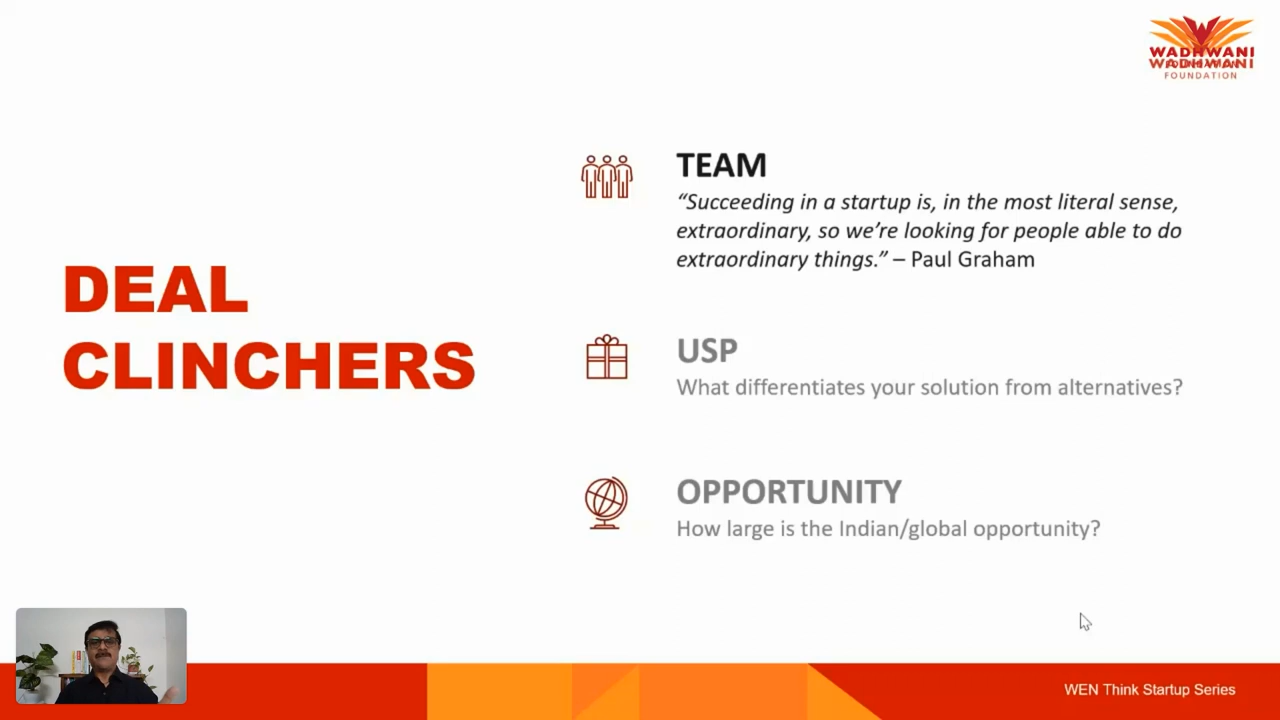 WADHWANI
WADHWANI
FOUNDATION
DEAL
CLINCHERS
TEAM
“Succeeding in a startup is, in the most literal sense,
extraordinary, so we’re looking for people able to do
extraordinary things.” – Paul Graham
USP
What differentiates your solution from alternatives?
OPPORTUNITY
How large is the Indian/global opportunity?
WEN Think Startup Series